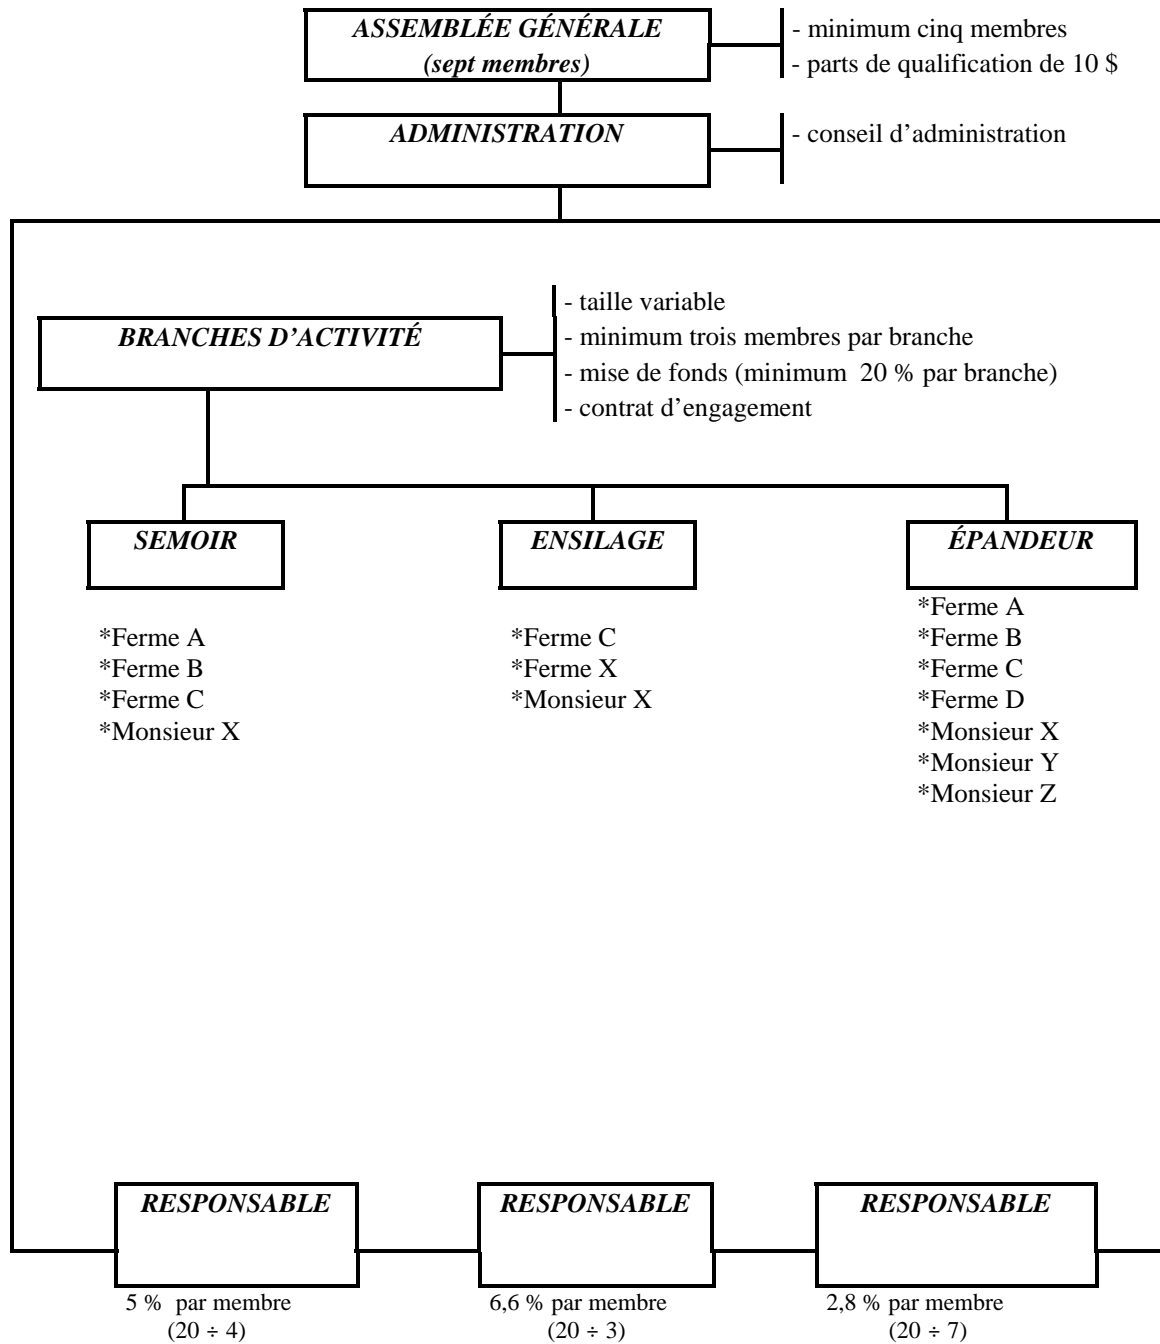 ASSEMBLÉE GÉNÉRALE
(sept membres)
- minimum cinq membres
- parts de qualification de 10 $
ADMINISTRATION
- conseil d'administration
BRANCHES D'ACTIVITÉ
- taille variable
- minimum trois membres par branche
- mise de fonds (minimum 20 % par branche)
- contrat d'engagement
SEMOIR
*Ferme A
*Ferme B
*Ferme C
*Monsieur X
ENSILAGE
*Ferme C
*Ferme X
*Monsieur X
ÉPANDEUR
*Ferme A
*Ferme B
*Ferme C
*Ferme D
*Monsieur X
*Monsieur Y
*Monsieur Z
RESPONSABLE
5 % par membre
(20 ÷ 4)
RESPONSABLE
6,6 % par membre
(20 ÷ 3)
RESPONSABLE
2,8 % par membre
(20 ÷ 7)